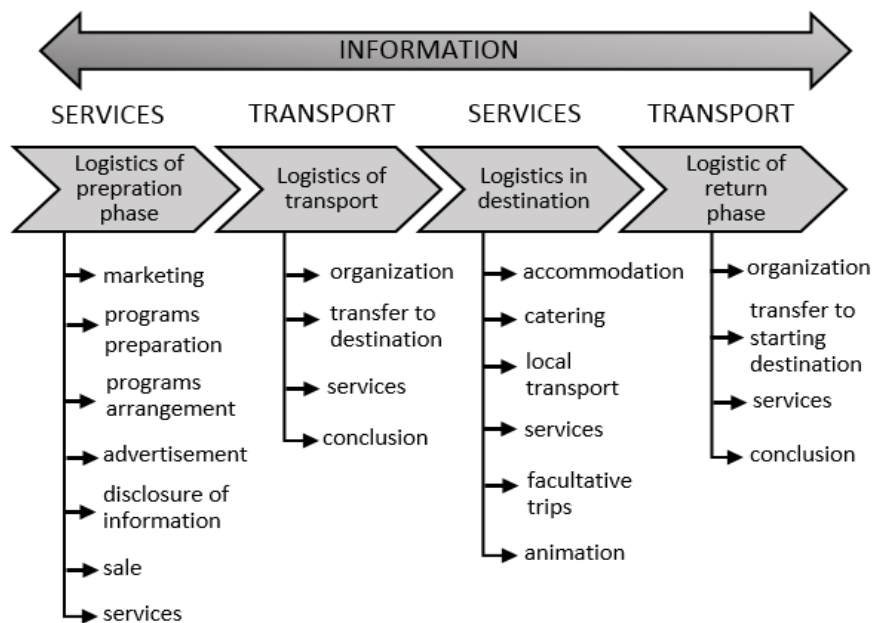 INFORMATION
SERVICES
TRANSPORT
SERVICES
TRANSPORT
Logistics of
prepration
phase
Logistics of
transport
Logistics in
destination
Logistic of
return
phase
marketing
programs
preparation
programs
arrangement
advertisement
disclosure of
information
sale
services
organization
transfer to
destination
services
conclusion
accommodation
catering
local
transport
services
facultative
trips
animation
organization
transfer to
starting
destination
services
conclusion